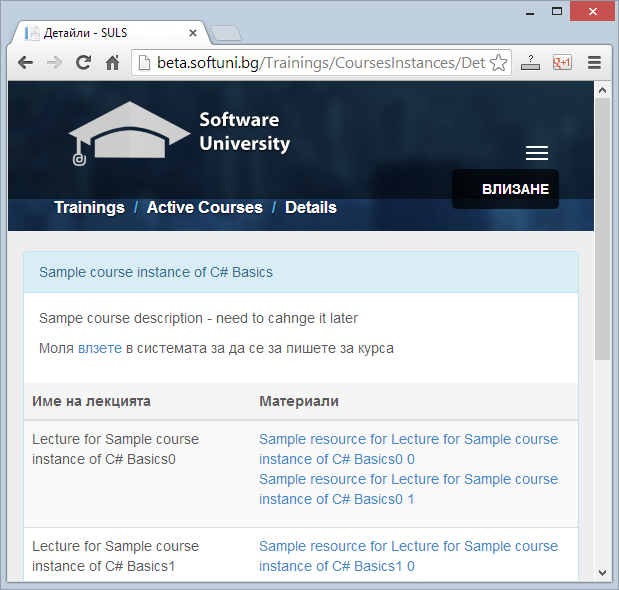 Детайли - SULS
beta.softuni.bg/Trainings/CoursesInstances/Det
?
g+1
Software
University
ВЛИЗАНЕ
Trainings / Active Courses / Details
Sample course instance of C# Basics
Sampe course description - need to cahnge it later
Моля влзете в системата за да се за пишете за курса
Име на лекцията
Материали
Lecture for Sample course
instance of C# Basics0
Sample resource for Lecture for Sample course
instance of C# Basics0 0
Sample resource for Lecture for Sample course
instance of C# Basics0 1
Lecture for Sample course
instance of C# Basics1
Sample resource for Lecture for Sample course
instance of C# Basics1 0